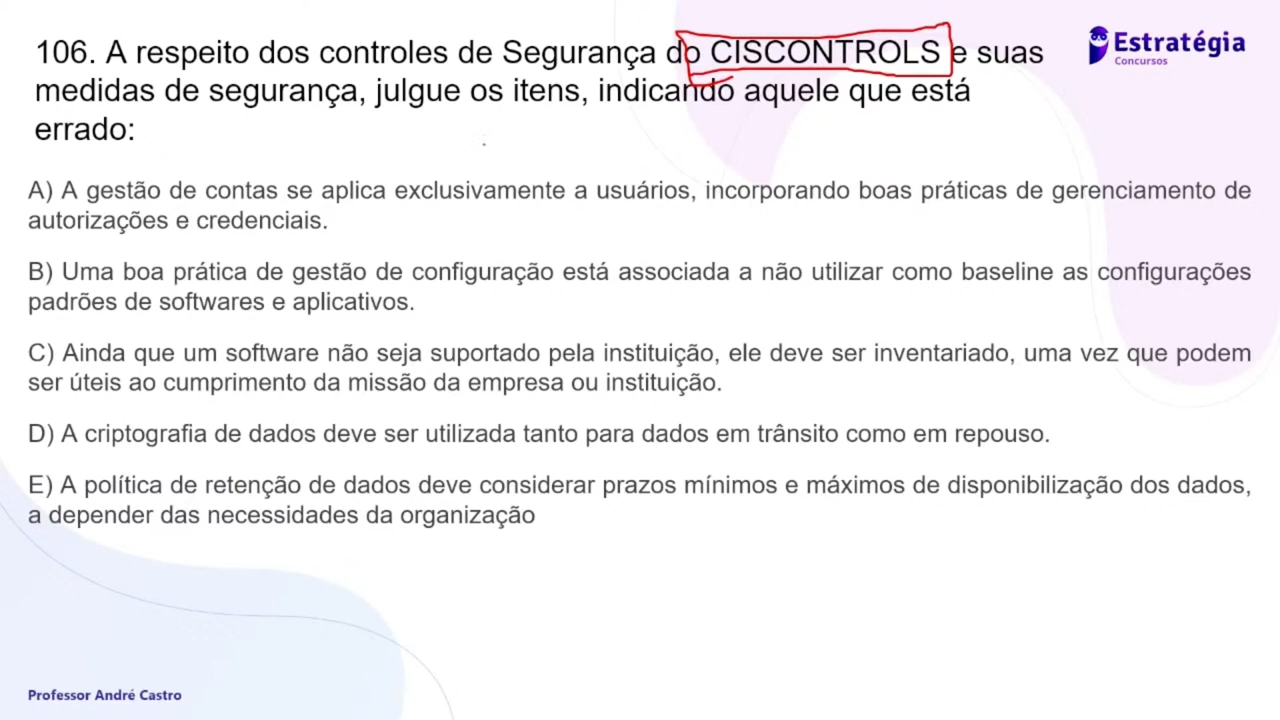 106. A respeito dos controles de Segurança do CISCONTROLS e suas
medidas de segurança, julgue os itens, indicando aquele que está
errado:
Estratégia
Concursos
A) A gestão de contas se aplica exclusivamente a usuários, incorporando boas práticas de gerenciamento de
autorizações e credenciais.
B) Uma boa prática de gestão de configuração está associada a não utilizar como baseline as configurações
padrões de softwares e aplicativos.
C) Ainda que um software não seja suportado pela instituição, ele deve ser inventariado, uma vez que podem
ser úteis ao cumprimento da missão da empresa ou instituição.
D) A criptografia de dados deve ser utilizada tanto para dados em trânsito como em repouso.
E) A política de retenção de dados deve considerar prazos mínimos e máximos de disponibilização dos dados,
a depender das necessidades da organização
Professor André Castro